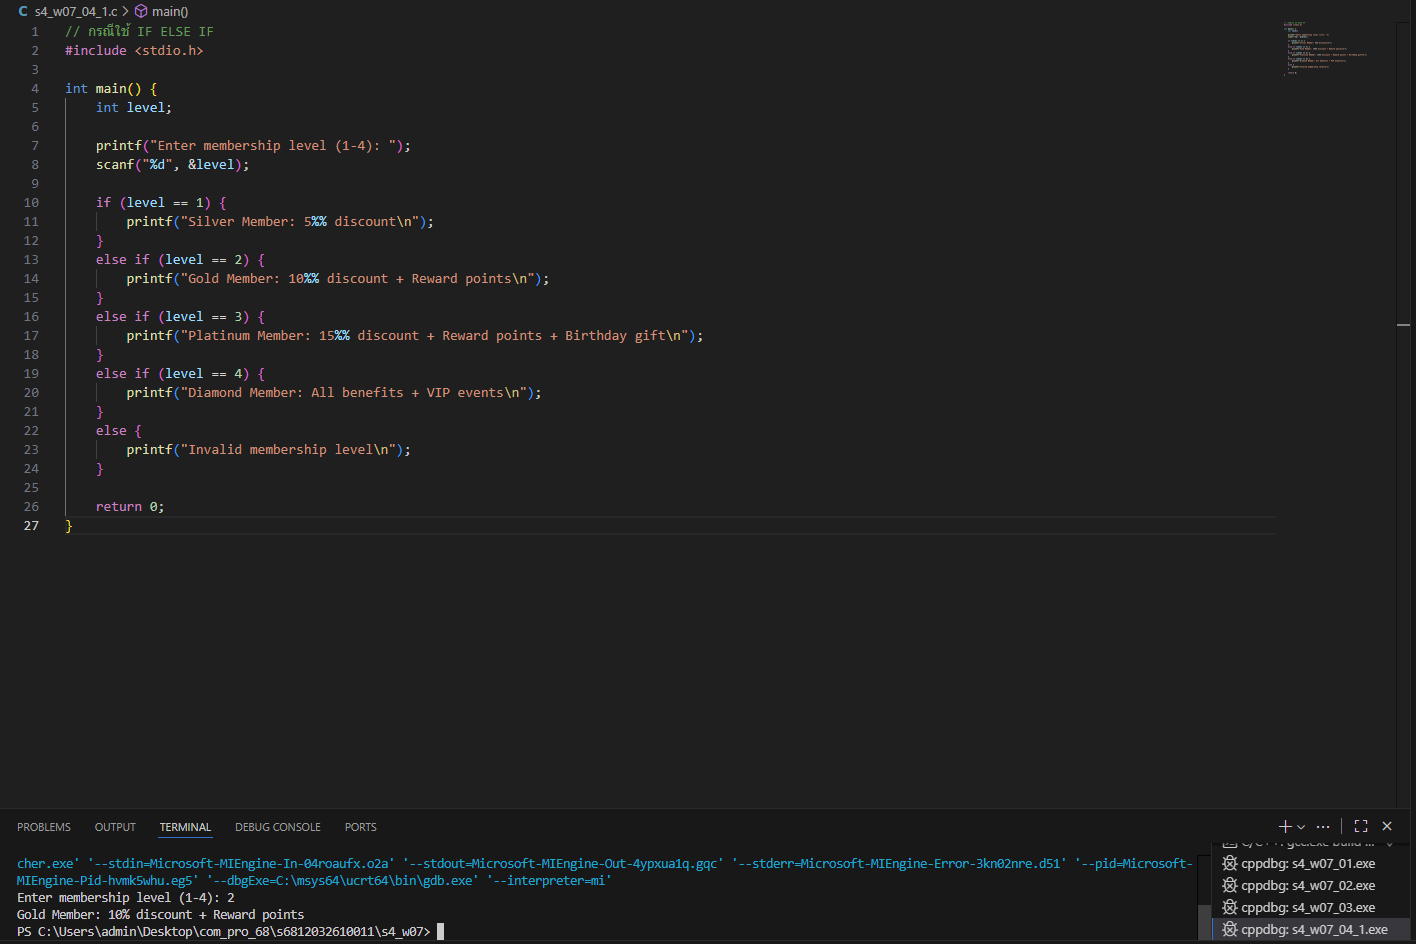 s4_w07_04_1.c > main()
1 // กรณีใช้ IF ELSE IF
2 #include <stdio.h>
3
4 int main() {
5 int level;
6
7 printf("Enter membership level (1-4): ");
8 scanf("%d", &level);
9
10 if (level == 1) {
11 printf("Silver Member: 5%% discount\n");
12 }
13 else if (level == 2) {
14 printf("Gold Member: 10%% discount + Reward points\n");
15 }
16 else if (level == 3) {
17 printf("Platinum Member: 15%% discount + Reward points + Birthday gift\n");
18 }
19 else if (level == 4) {
20 printf("Diamond Member: All benefits + VIP events\n");
21 }
22 else {
23 printf("Invalid membership level\n");
24 }
25
26 return 0;
27 }
PROBLEMS OUTPUT TERMINAL DEBUG CONSOLE PORTS
cher.exe' '--stdin=Microsoft-MIEngine-In-04roaufx.o2a' '--stdout=Microsoft-MIEngine-Out-4ypxua1q.gqc' '--stderr=Microsoft-MIEngine-Error-3kn02nre.d51' '--pid=Microsoft-
MIEngine-Pid-hvmk5whu.eg5' '--dbgExe=C:\msys64\ucrt64\bin\gdb.exe' '--interpreter=mi'
Enter membership level (1-4): 2
Gold Member: 10% discount + Reward points
PS C:\Users\admin\Desktop\com_pro_68\s6812032610011\s4_w07>
cppdbg: s4_w07_01.exe
cppdbg: s4_w07_02.exe
cppdbg: s4_w07_03.exe
cppdbg: s4_w07_04_1.exe